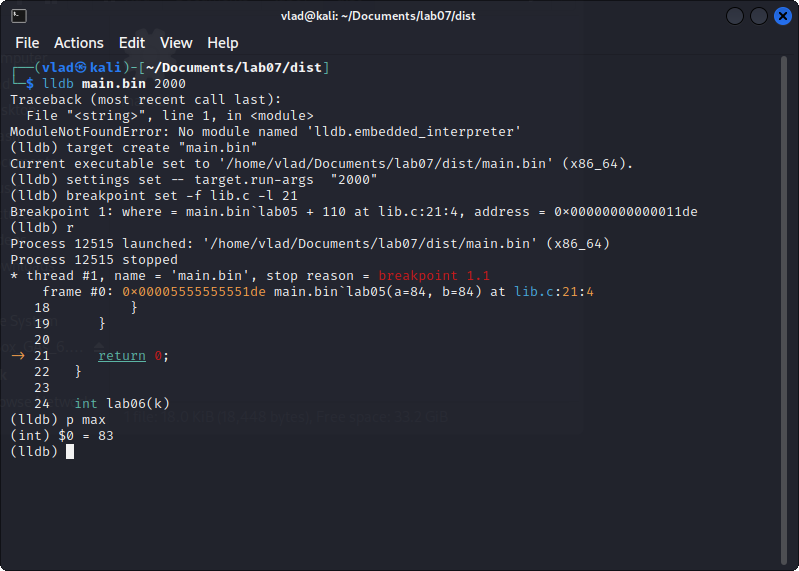 vlad@kali: ~/Documents/lab07/dist
File Actions Edit View Help
┌──(vlad㉿kali)-[~/Documents/lab07/dist]
└─$ lldb main.bin 2000
Traceback (most recent call last):
  File "<string>", line 1, in <module>
ModuleNotFoundError: No module named 'lldb.embedded_interpreter'
(lldb) target create "main.bin"
Current executable set to '/home/vlad/Documents/lab07/dist/main.bin' (x86_64).
(lldb) settings set -- target.run-args  "2000"
(lldb) breakpoint set -f lib.c -l 21
Breakpoint 1: where = main.bin`lab05 + 110 at lib.c:21:4, address = 0x00000000000011de
(lldb) r
Process 12515 launched: '/home/vlad/Documents/lab07/dist/main.bin' (x86_64)
Process 12515 stopped
* thread #1, name = 'main.bin', stop reason = breakpoint 1.1
    frame #0: 0x00005555555551de main.bin`lab05(a=84, b=84) at lib.c:21:4
   18          }
   19      }
   20
-> 21      return 0;
   22   }
   23
   24   int lab06(k)
(lldb) p max
(int) $0 = 83
(lldb)